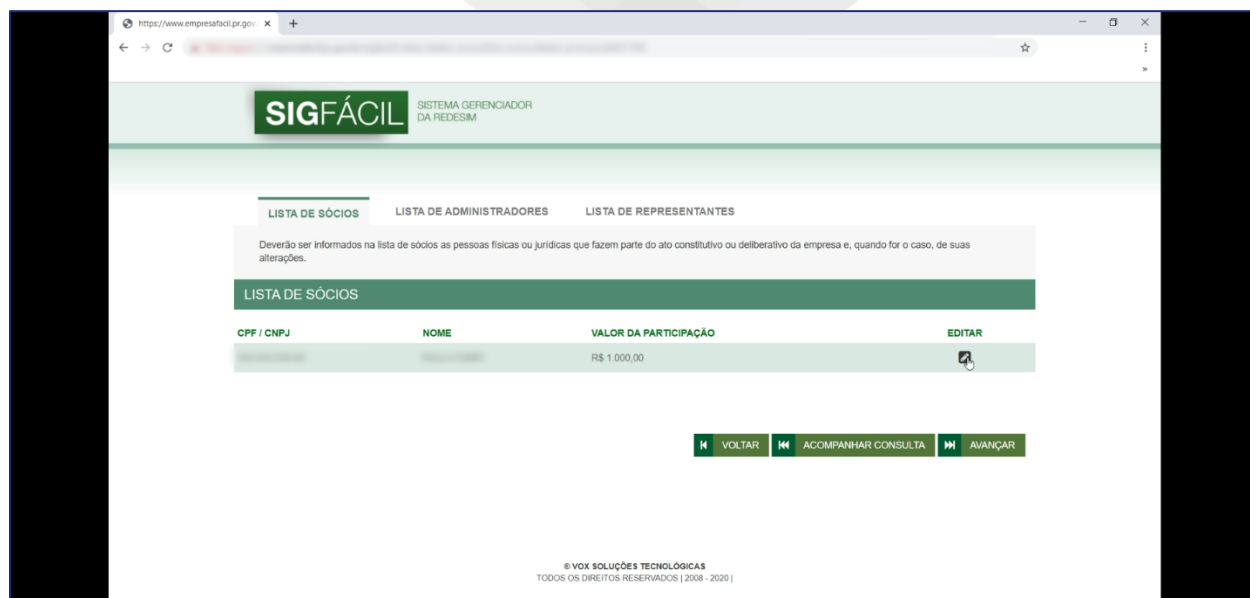 https://www.empresafacil.pr.gov.
SIGFÁCIL
SISTEMA GERENCIADOR
DA REDESIM
LISTA DE SÓCIOS LISTA DE ADMINISTRADORES LISTA DE REPRESENTANTES
Deverão ser informados na lista de sócios as pessoas físicas ou jurídicas que fazem parte do ato constitutivo ou deliberativo da empresa e, quando for o caso, de suas
alterações.
LISTA DE SÓCIOS
CPF / CNPJ NOME VALOR DA PARTICIPAÇÃO EDITAR
R$ 1.000,00
VOLTAR ACOMPANHAR CONSULTA AVANÇAR
© VOX SOLUÇÕES TECNOLÓGICAS
TODOS OS DIREITOS RESERVADOS | 2008 - 2020 |